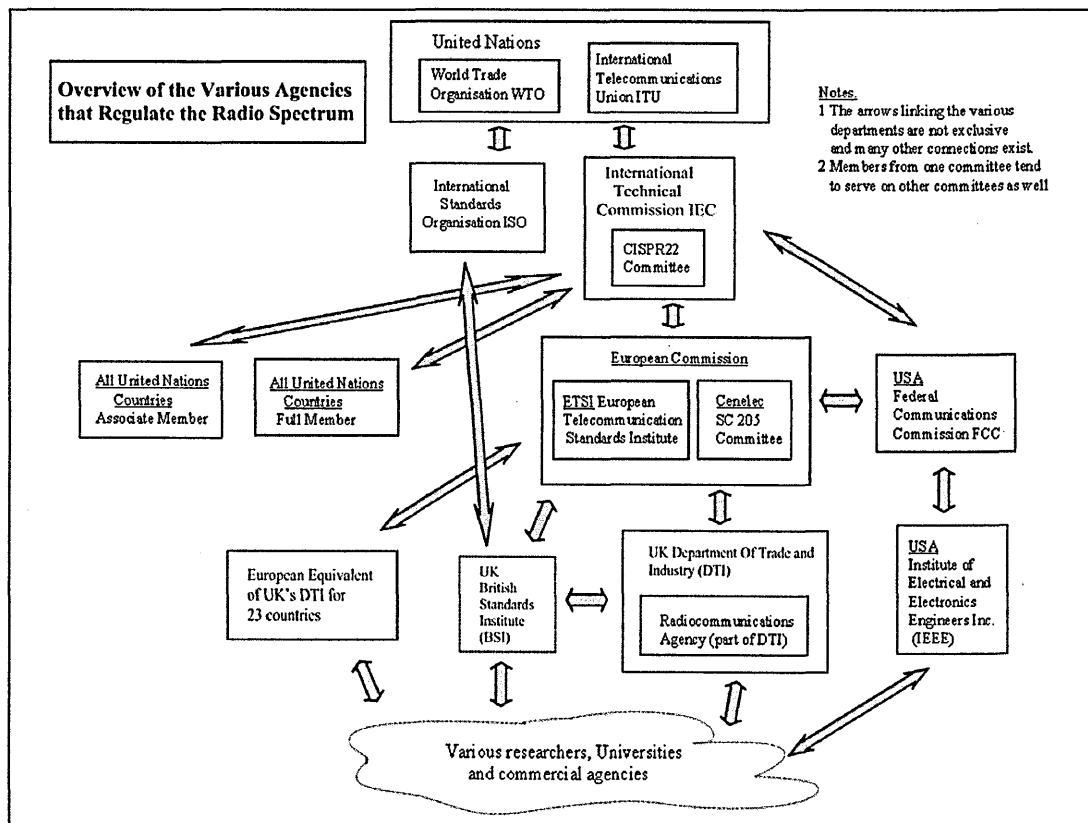 United Nations
World Trade
Organisation WTO
International
Telecommunications
Union ITU
Overview of the Various Agencies
that Regulate the Radio Spectrum
Notes.
1 The arrows linking the various
departments are not exclusive
and many other connections exist.
2 Members from one committee tend
to serve on other committees as well
International
Standards
Organisation ISO
International
Technical
Commission IEC
CISPR22
Committee
All United Nations
Countries
Associate Member
All United Nations
Countries
Full Member
European Commission
ETSI European
Telecommunication
Standards Institute
Cenelec
SC 205
Committee
USA
Federal
Communications
Commission FCC
European Equivalent
of UK's DTI for
23 countries
UK
British
Standards
Institute
(BSI)
UK Department Of Trade and
Industry (DTI)
Radiocommunications
Agency (part of DTI)
USA
Institute of
Electrical and
Electronics
Engineers Inc.
(IEEE)
Various researchers, Universities
and commercial agencies